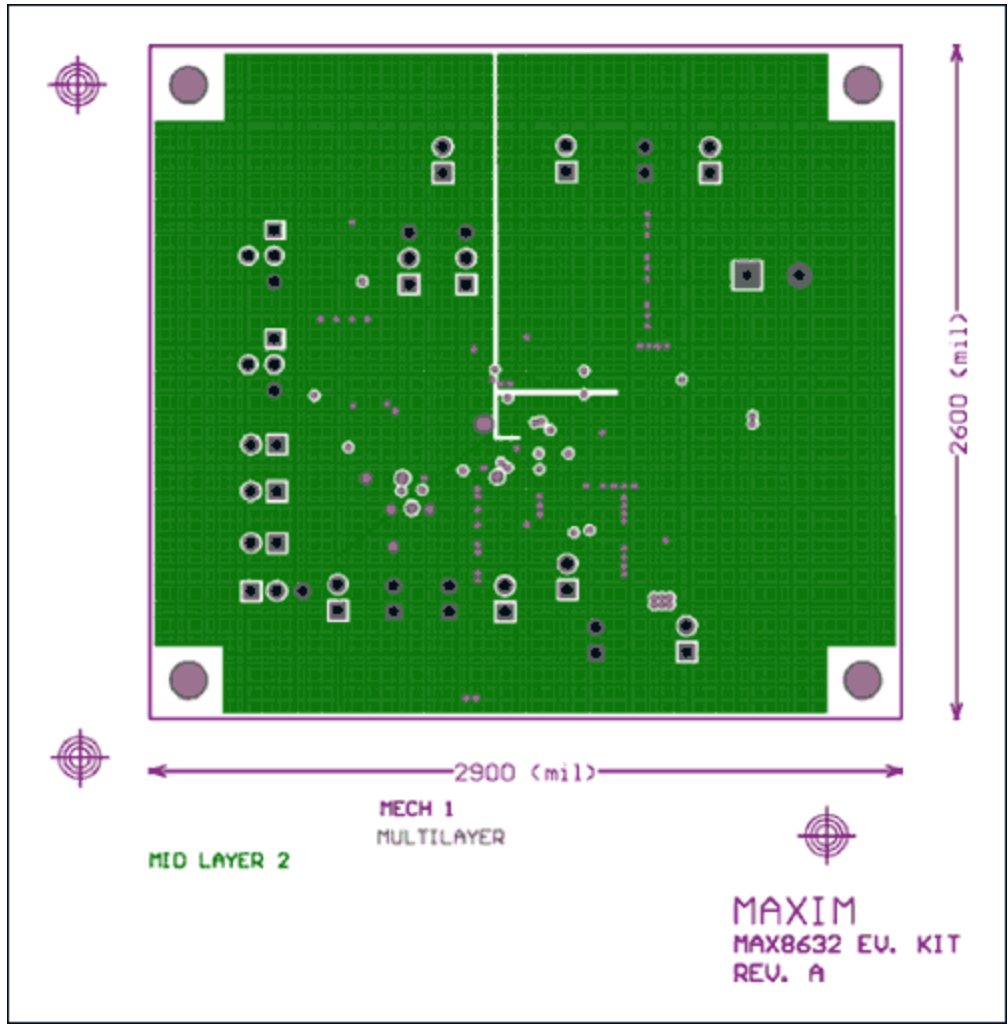 2600 (mil)
2900 (mil)
MECH 1
MULTILAYER
MID LAYER 2
MAXIM
MAX8632 EV. KIT
REV. A